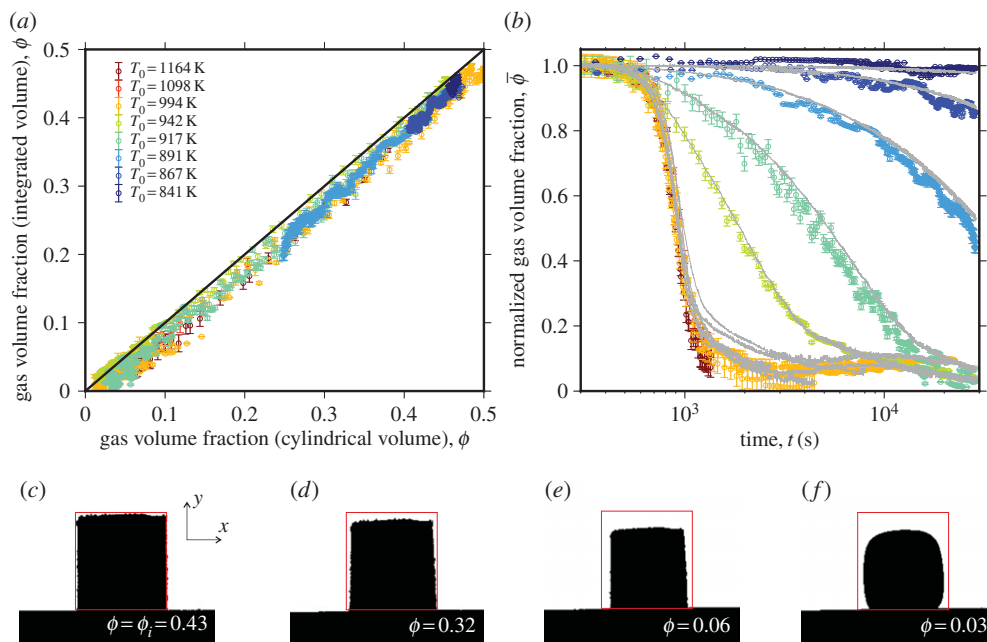 (a)
gas volume fraction (integrated volume), ϕ
0.5
0.4
0.3
0.2
0.1
0
T0 = 1164 K
T0 = 1098 K
T0 = 994 K
T0 = 942 K
T0 = 917 K
T0 = 891 K
T0 = 867 K
T0 = 841 K
0 0.1 0.2 0.3 0.4 0.5
gas volume fraction (cylindrical volume), ϕ
(b)
normalized gas volume fraction, ϕ̄
1.0
0.8
0.6
0.4
0.2
0
10³ 10⁴
time, t (s)
(c)
y
x
ϕ = ϕi = 0.43
(d)
ϕ = 0.32
(e)
ϕ = 0.06
(f)
ϕ = 0.03